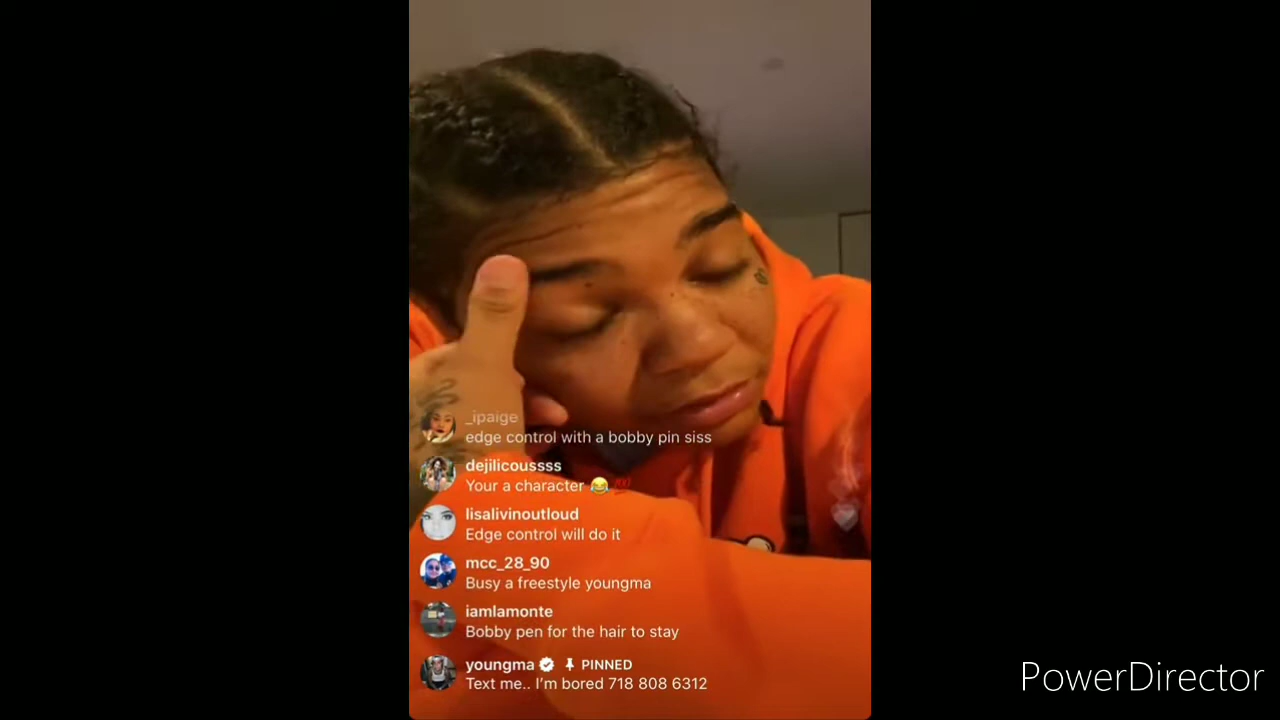 _ipaige
edge control with a bobby pin siss
dejilicoussss
Your a character 😂 💯
lisalivinoutloud
Edge control will do it
mcc_28_90
Busy a freestyle youngma
iamlamonte
Bobby pen for the hair to stay
youngma PINNED
Text me.. I'm bored 718 808 6312
PowerDirector